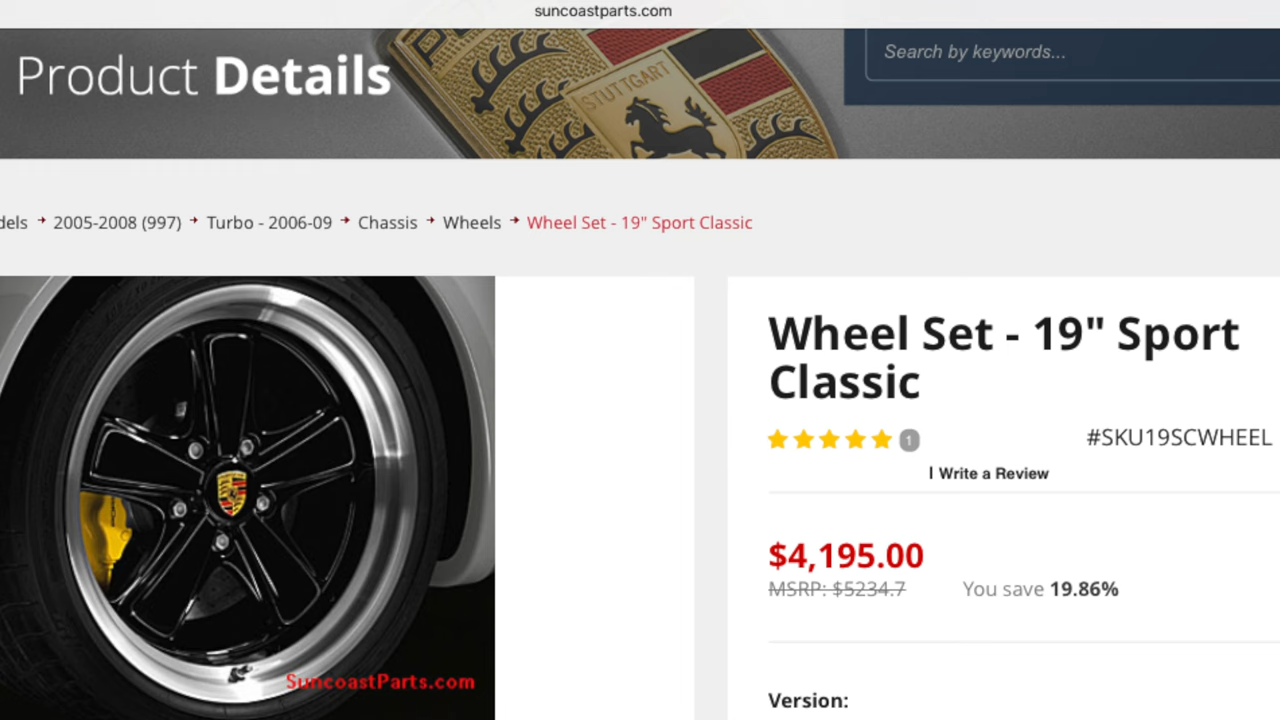 suncoastparts.com
Product Details
Search by keywords...
STUTTGART
dels → 2005-2008 (997) → Turbo - 2006-09 → Chassis → Wheels → Wheel Set - 19" Sport Classic
Wheel Set - 19" Sport
Classic
1
#SKU19SCWHEEL
| Write a Review
$4,195.00
MSRP: $5234.7
You save 19.86%
SuncoastParts.com
Version: